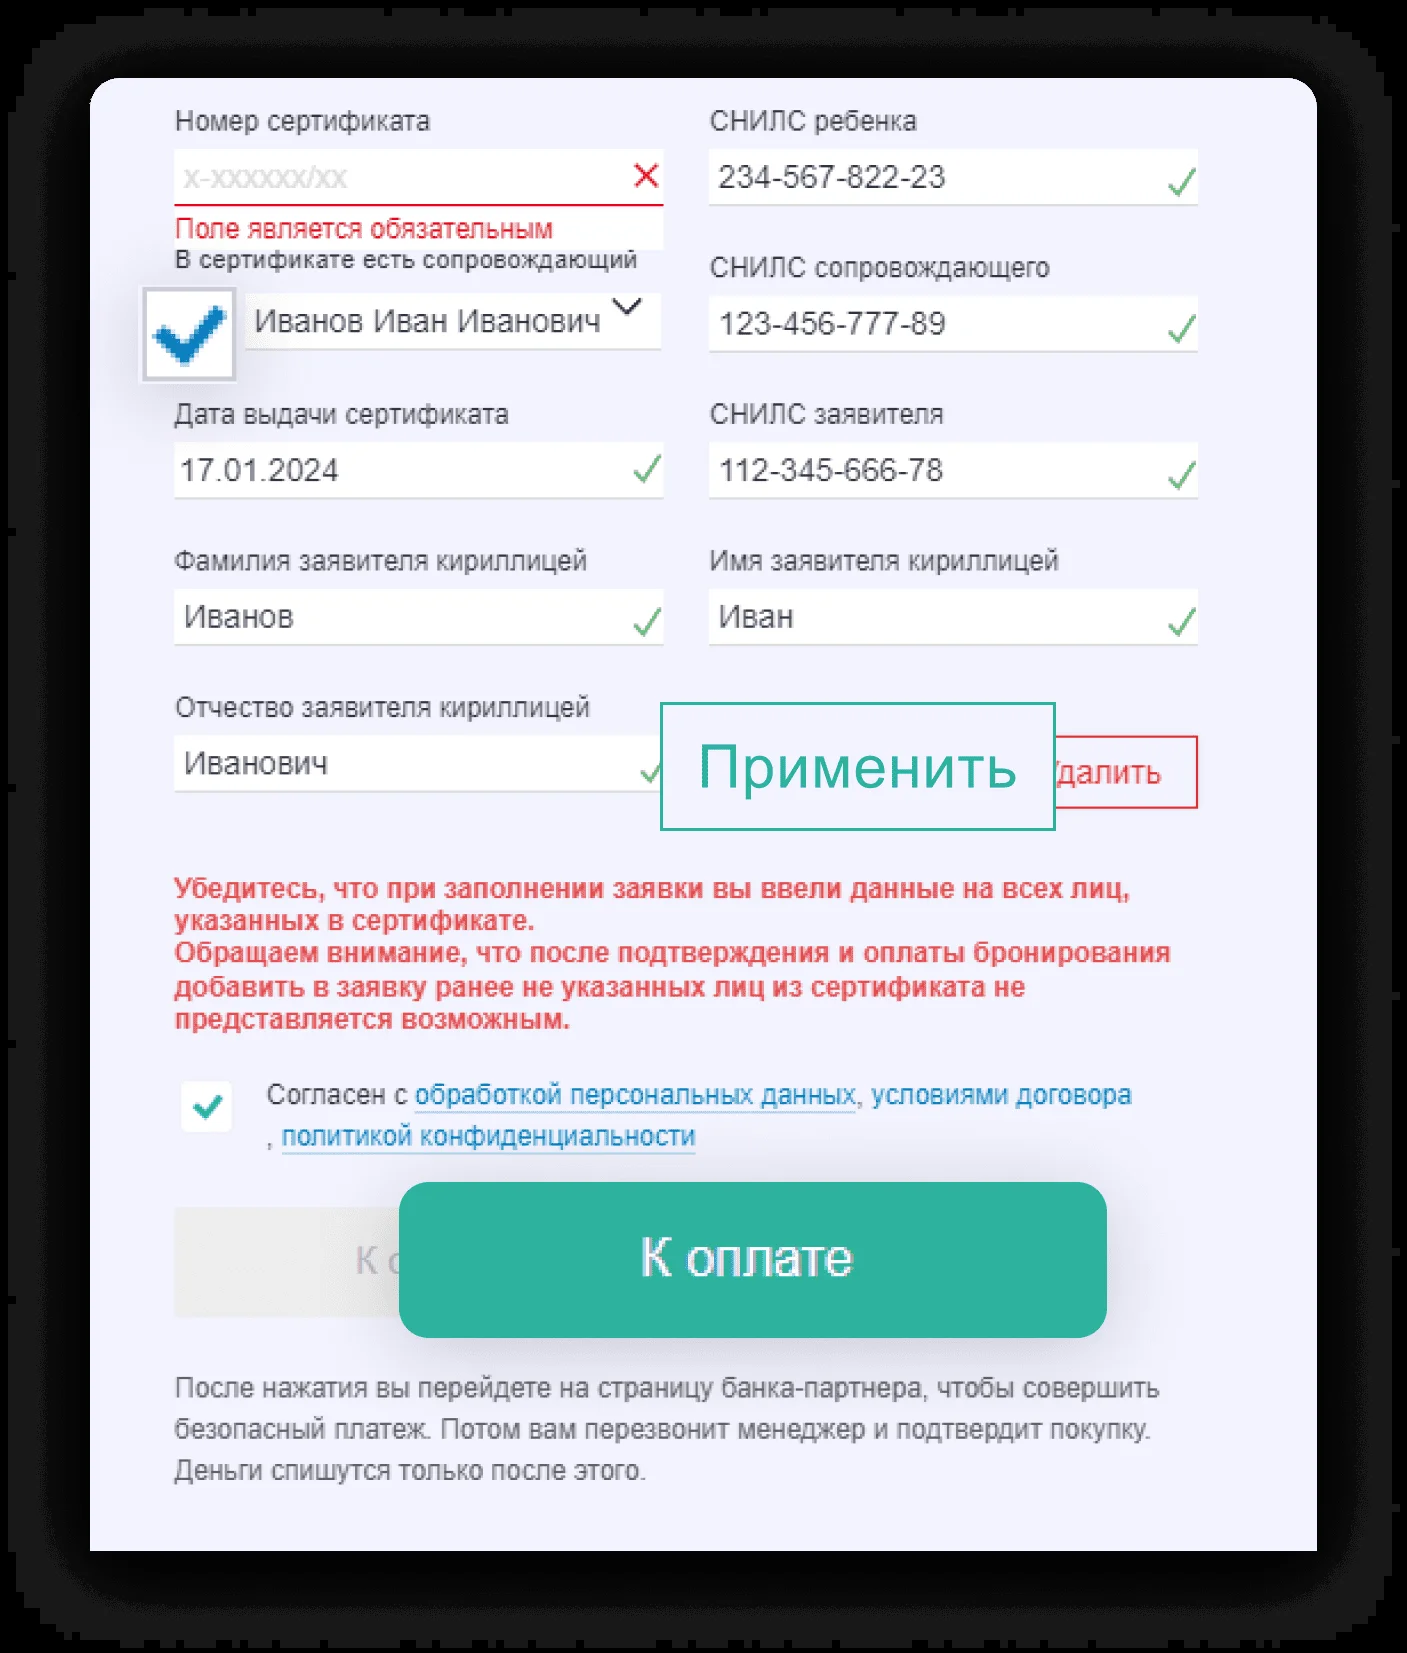 Номер сертификата
СНИЛС ребенка
х-хххххх/хх
234-567-822-23
Поле является обязательным
В сертификате есть сопровождающий
СНИЛС сопровождающего
Иванов Иван Иванович
123-456-777-89
Дата выдачи сертификата
СНИЛС заявителя
17.01.2024
112-345-666-78
Фамилия заявителя кириллицей
Имя заявителя кириллицей
Иванов
Иван
Отчество заявителя кириллицей
Иванович
Применить
далить
Убедитесь, что при заполнении заявки вы ввели данные на всех лиц,
указанных в сертификате.
Обращаем внимание, что после подтверждения и оплаты бронирования
добавить в заявку ранее не указанных лиц из сертификата не
представляется возможным.
Согласен с обработкой персональных данных, условиями договора
, политикой конфиденциальности
К о
К оплате
После нажатия вы перейдете на страницу банка-партнера, чтобы совершить
безопасный платеж. Потом вам перезвонит менеджер и подтвердит покупку.
Деньги спишутся только после этого.